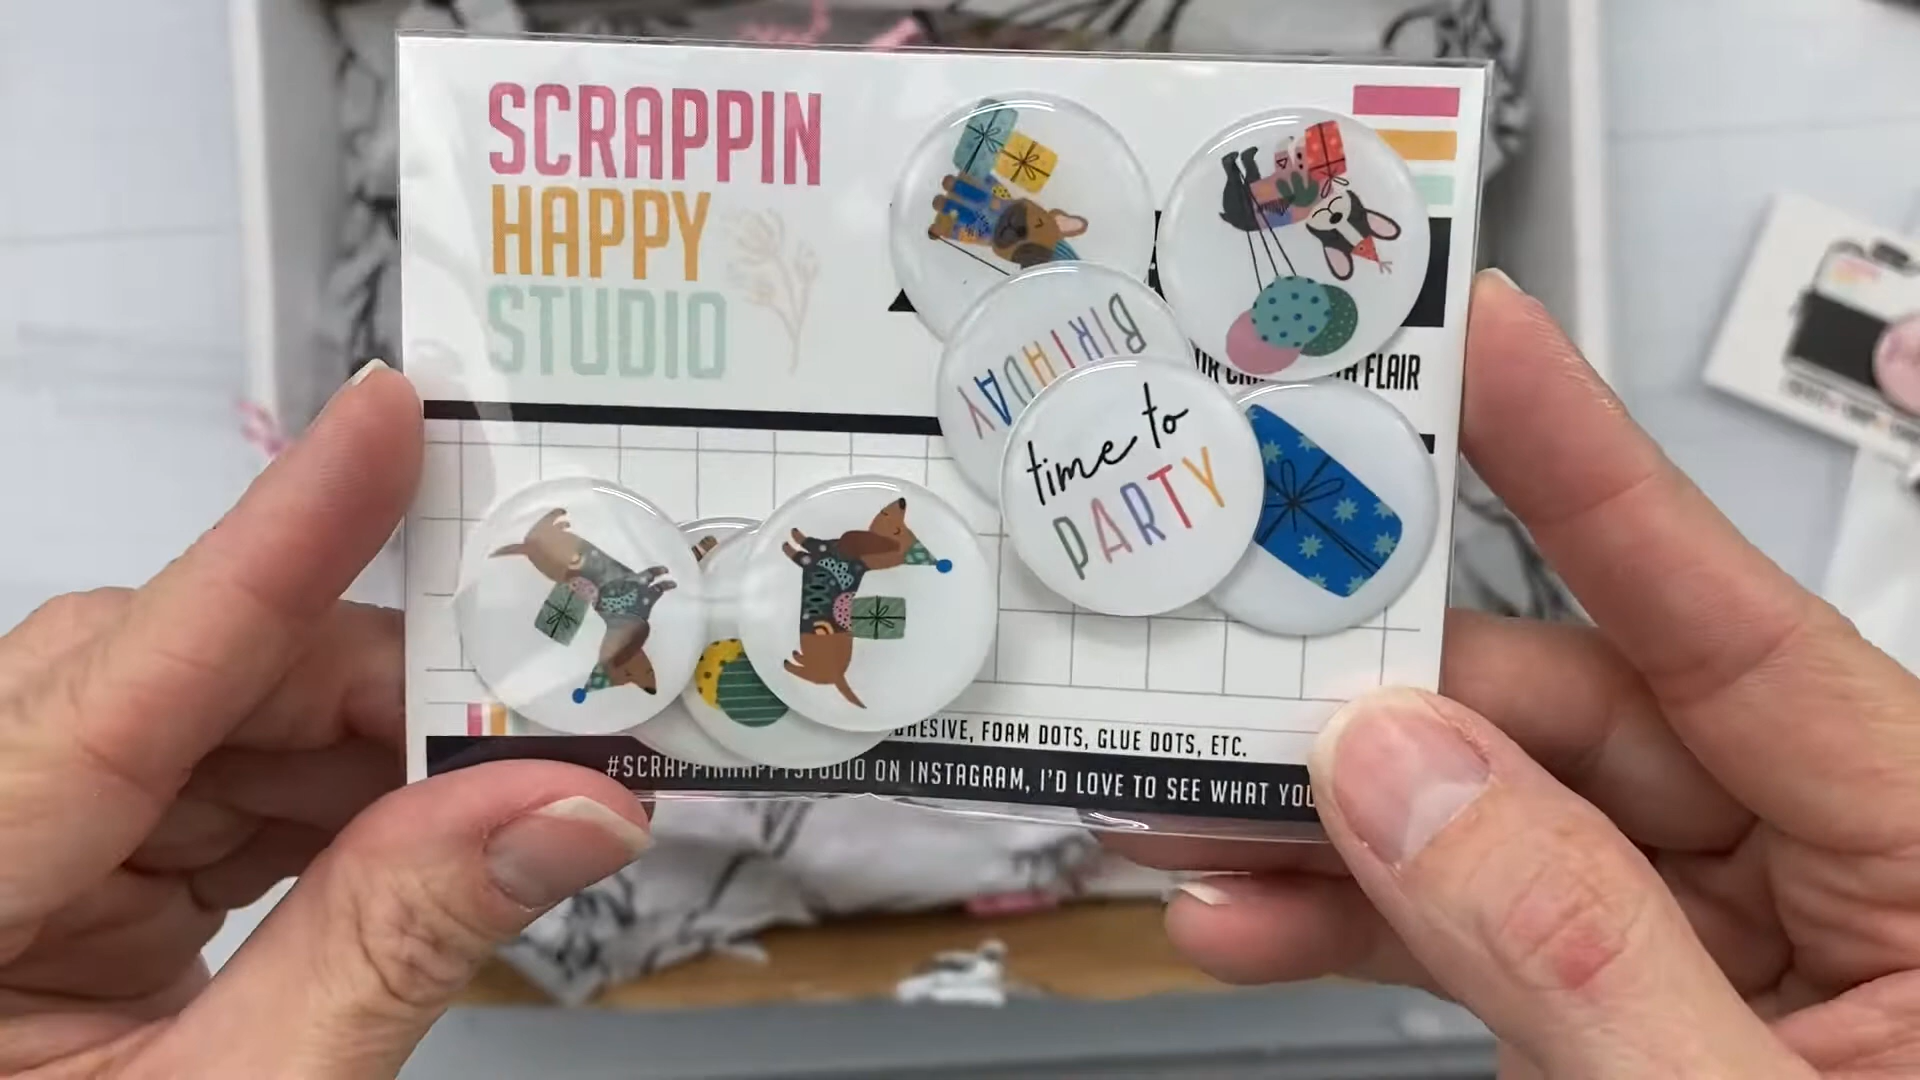 SCRAPPIN
HAPPY
STUDIO
FLAIR
BIRTHDAY
time to
PARTY
FOAM DOTS, GLUE DOTS, ETC.
#SCRAPPINHAPPYSTUDIO ON INSTAGRAM, I'D LOVE TO SEE WHAT YOU